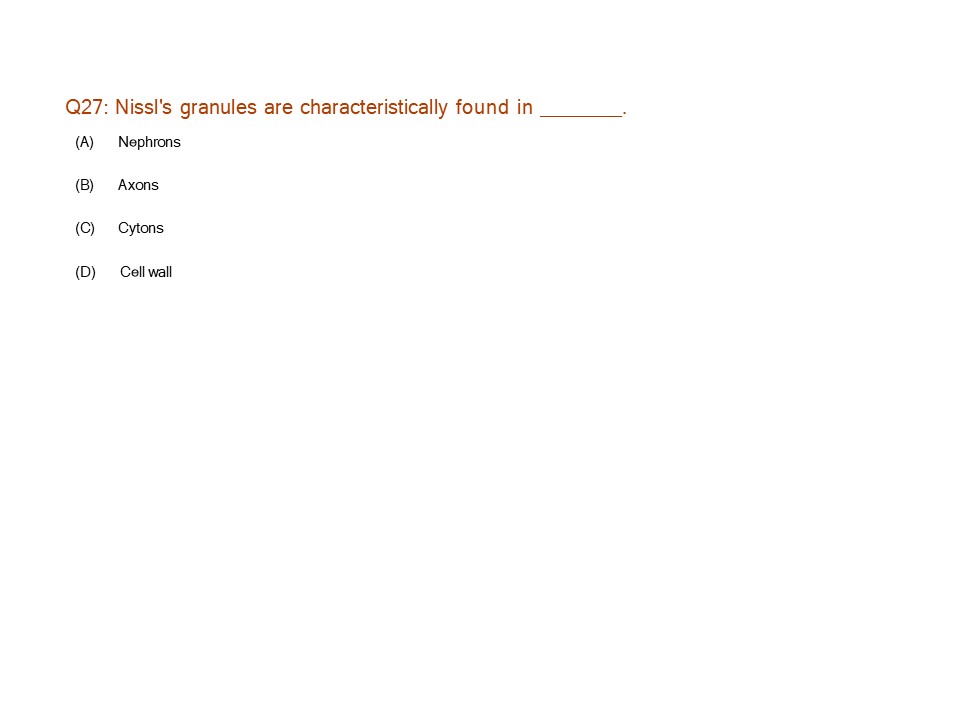 Q27: Nissl's granules are characteristically found in ________.
(A) Nephrons
(B) Axons
(C) Cytons
(D) Cell wall